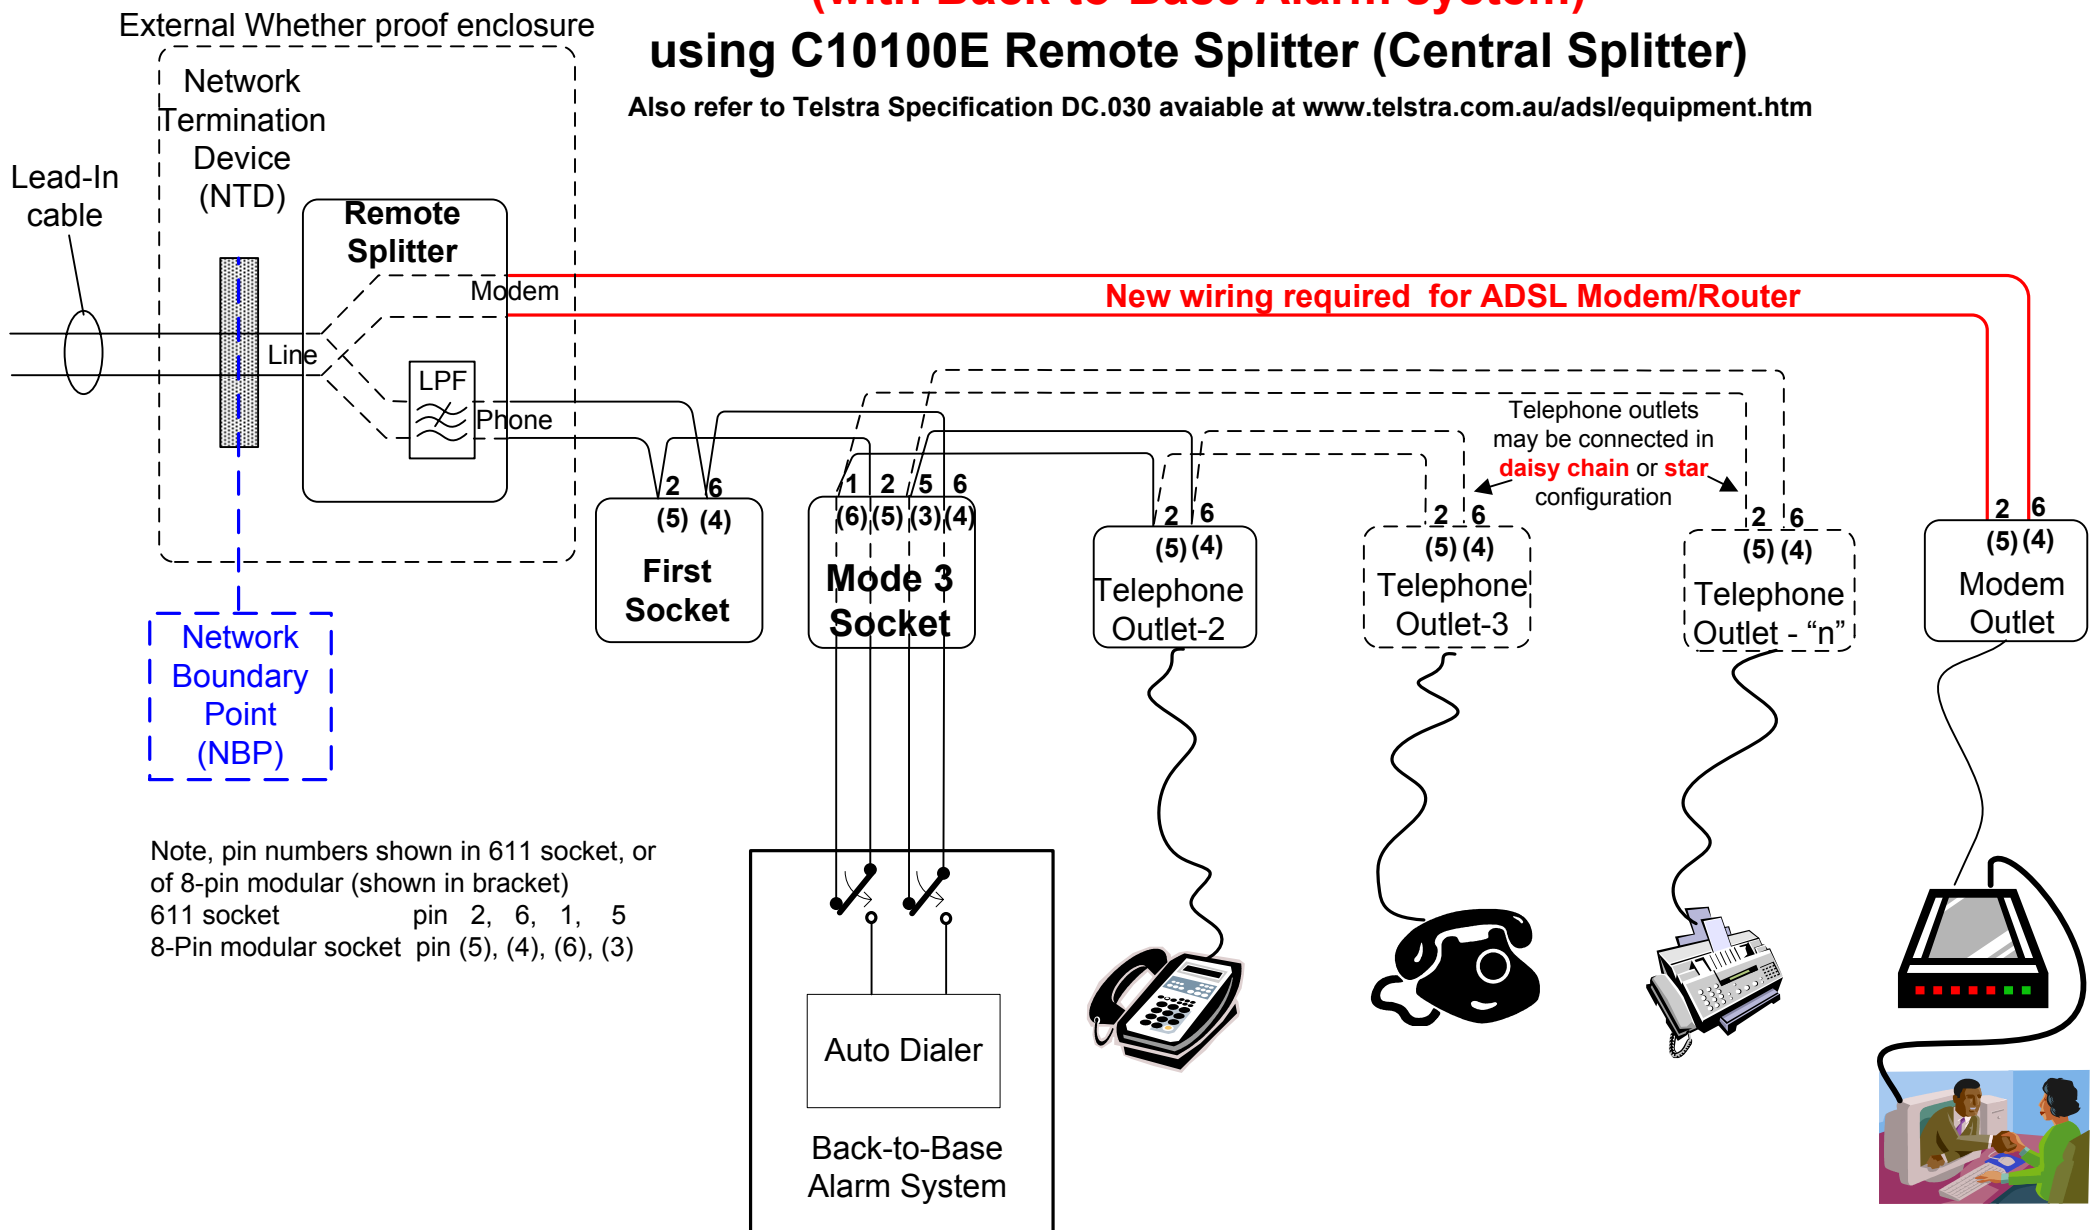 (with Back-to-Base Alarm system)
using C10100E Remote Splitter (Central Splitter)
Also refer to Telstra Specification DC.030 avaiable at www.telstra.com.au/adsl/equipment.htm
External Whether proof enclosure
Network
Termination
Device
(NTD)
Lead-In
cable
Remote
Splitter
Modem
Line
LPF
Phone
New wiring required for ADSL Modem/Router
Telephone outlets
may be connected in
daisy chain or star
configuration
2 6
(5) (4)
First
Socket
1 2 5 6
(6) (5) (3) (4)
Mode 3
Socket
2 6
(5) (4)
Telephone
Outlet-2
2 6
(5) (4)
Telephone
Outlet-3
2 6
(5) (4)
Telephone
Outlet - “n”
2 6
(5) (4)
Modem
Outlet
Network
Boundary
Point
(NBP)
Note, pin numbers shown in 611 socket, or
of 8-pin modular (shown in bracket)
611 socket pin 2, 6, 1, 5
8-Pin modular socket pin (5), (4), (6), (3)
Auto Dialer
Back-to-Base
Alarm System